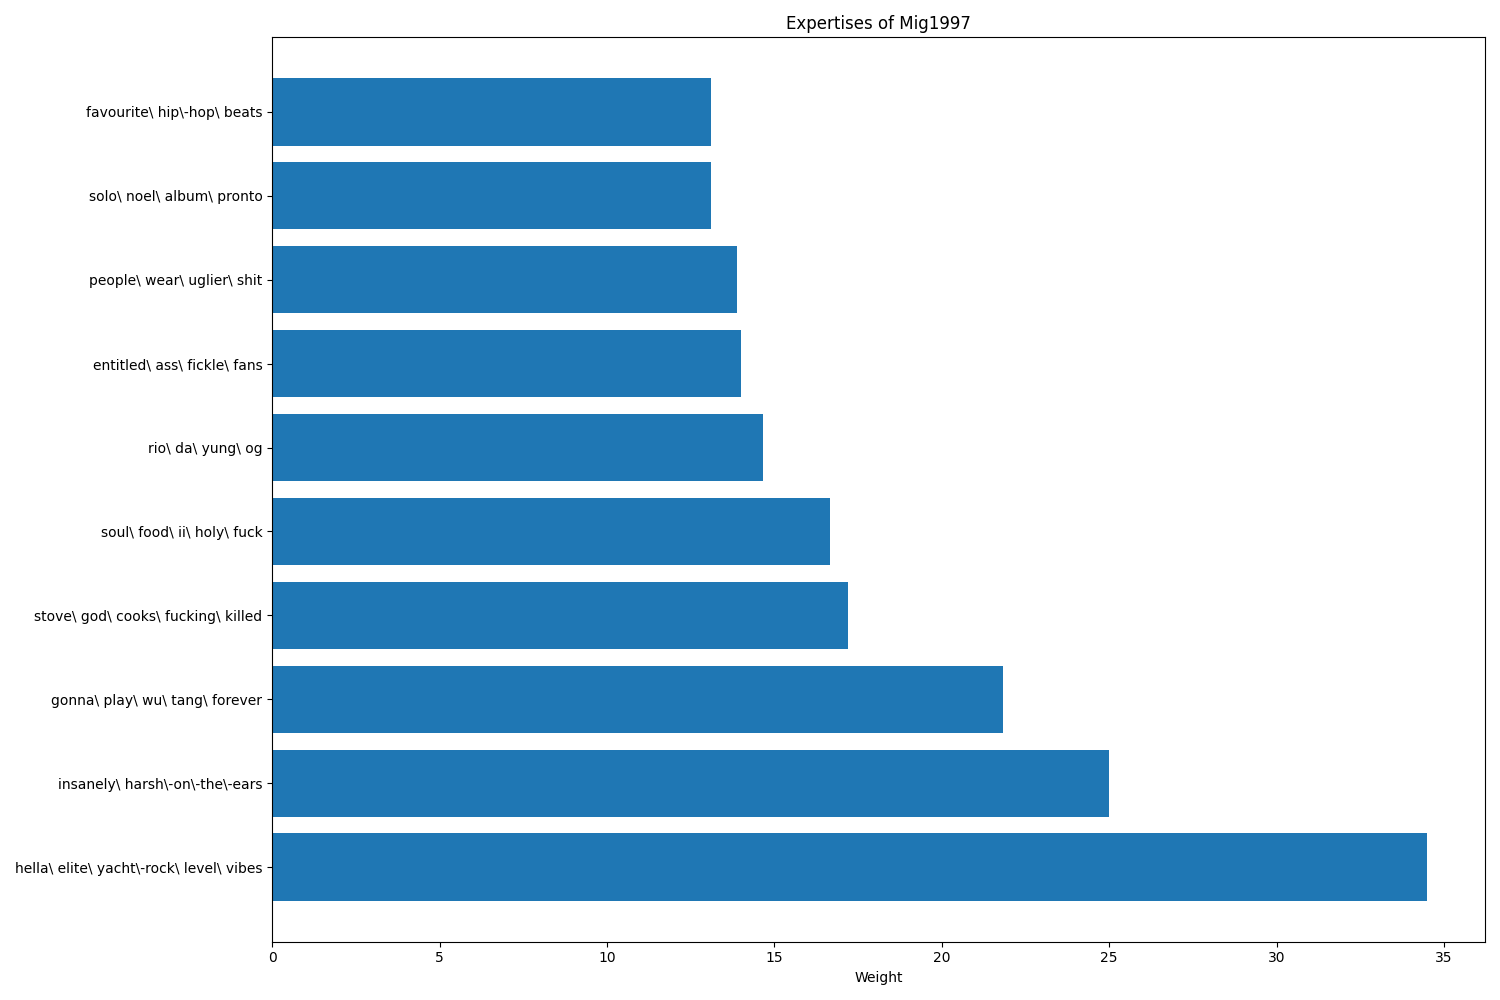 Expertises of Mig1997
favourite\ hip\-hop\ beats
solo\ noel\ album\ pronto
people\ wear\ uglier\ shit
entitled\ ass\ fickle\ fans
rio\ da\ yung\ og
soul\ food\ ii\ holy\ fuck
stove\ god\ cooks\ fucking\ killed
gonna\ play\ wu\ tang\ forever
insanely\ harsh\-on\-the\-ears
hella\ elite\ yacht\-rock\ level\ vibes
0 5 10 15 20 25 30 35
Weight